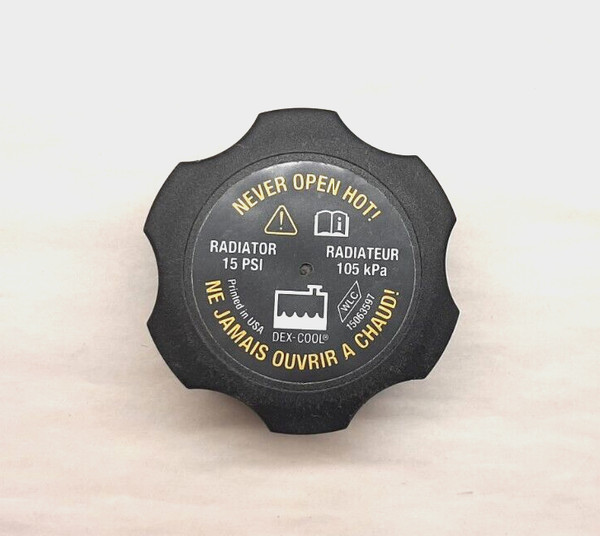 NEVER OPEN HOT!
RADIATOR
15 PSI
RADIATEUR
105 kPa
Printed in USA
WLC
15063597
DEX-COOL®
NE JAMAIS OUVRIR A CHAUD!